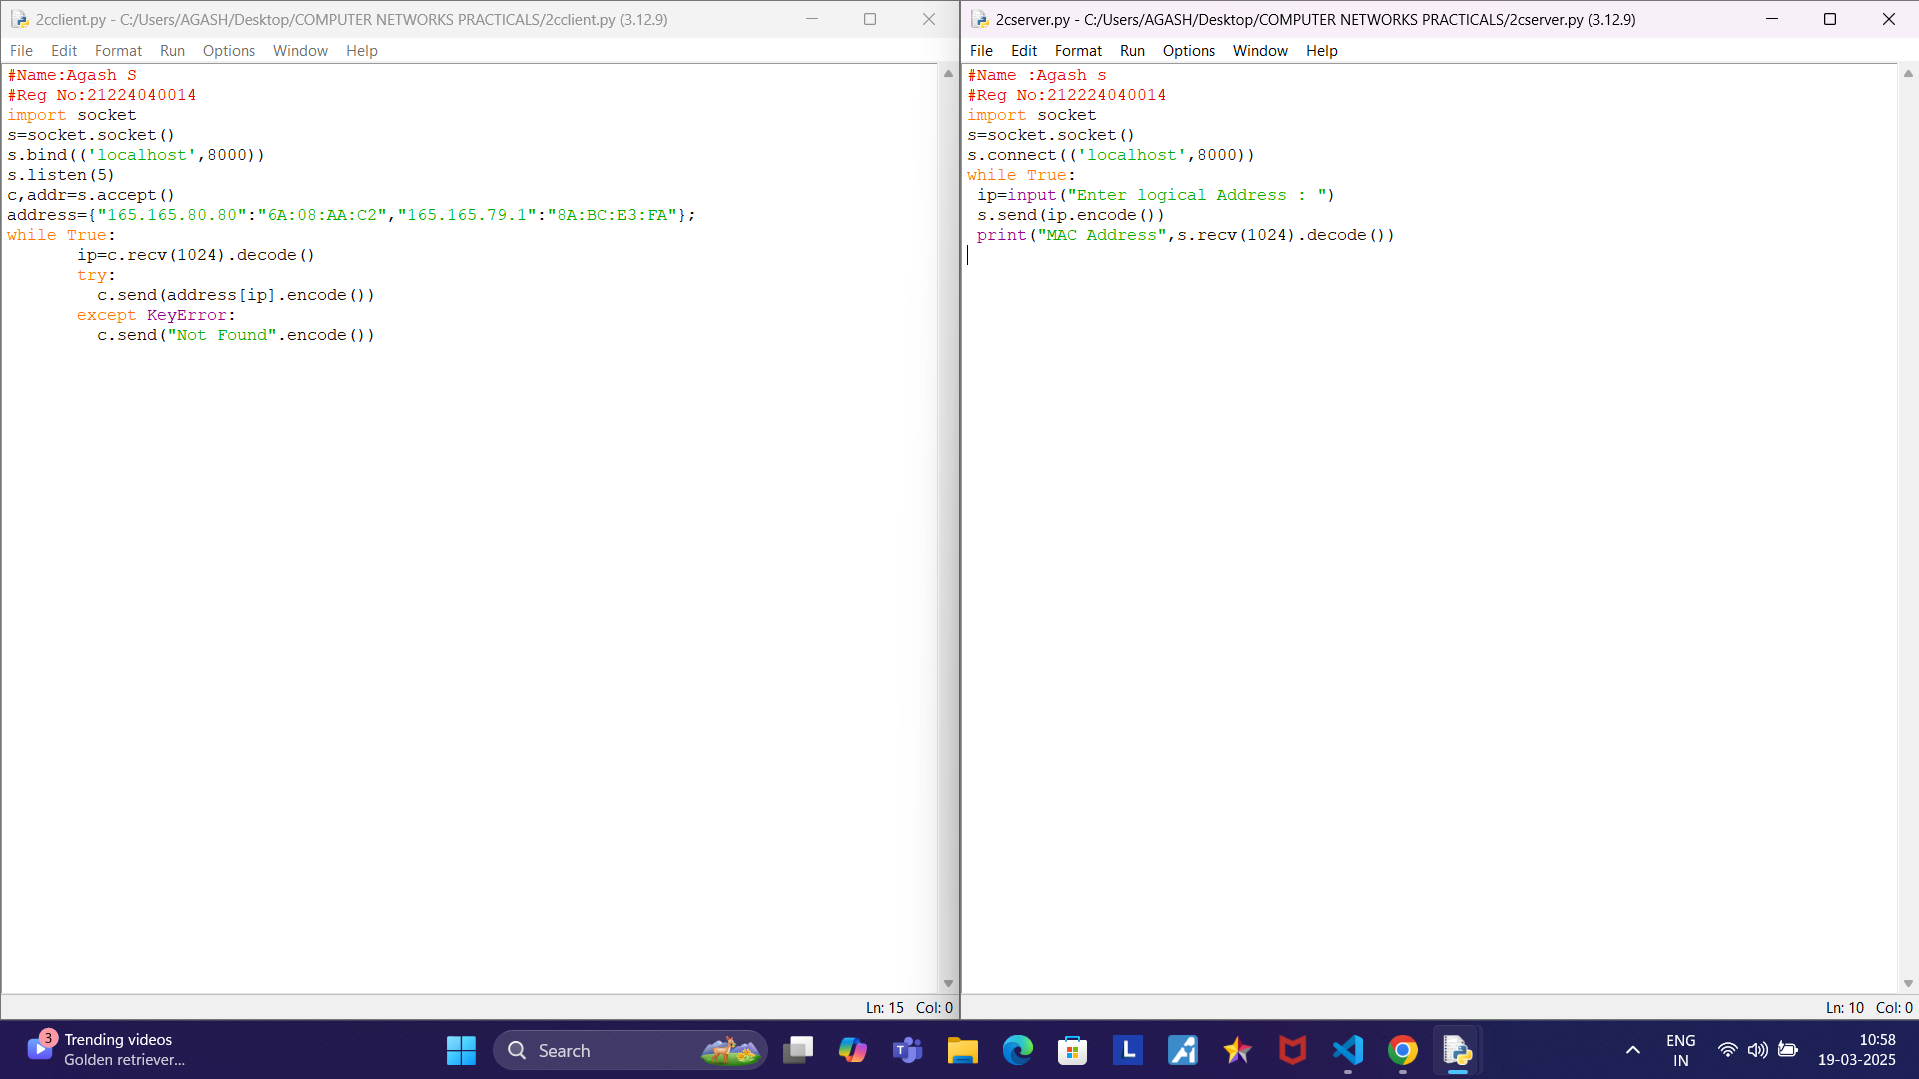 2cclient.py - C:/Users/AGASH/Desktop/COMPUTER NETWORKS PRACTICALS/2cclient.py (3.12.9)
File Edit Format Run Options Window Help
#Name:Agash S
#Reg No:21224040014
import socket
s=socket.socket()
s.bind(('localhost',8000))
s.listen(5)
c,addr=s.accept()
address={"165.165.80.80":"6A:08:AA:C2","165.165.79.1":"8A:BC:E3:FA"};
while True:
       ip=c.recv(1024).decode()
       try:
         c.send(address[ip].encode())
       except KeyError:
         c.send("Not Found".encode())
Ln: 15 Col: 0
2cserver.py - C:/Users/AGASH/Desktop/COMPUTER NETWORKS PRACTICALS/2cserver.py (3.12.9)
File Edit Format Run Options Window Help
#Name :Agash s
#Reg No:212224040014
import socket
s=socket.socket()
s.connect(('localhost',8000))
while True:
 ip=input("Enter logical Address : ")
 s.send(ip.encode())
 print("MAC Address",s.recv(1024).decode())
Ln: 10 Col: 0
3
Trending videos
Golden retriever...
Search
T
L
ENG
IN
10:58
19-03-2025